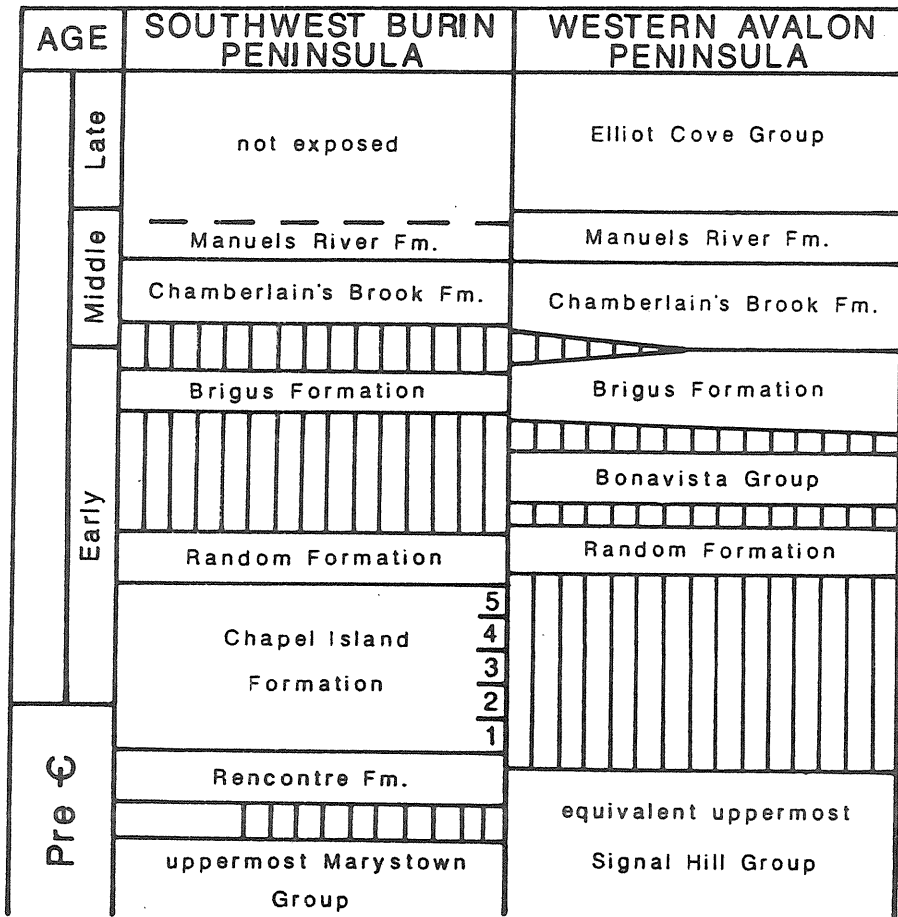 AGE
SOUTHWEST BURIN
PENINSULA
WESTERN AVALON
PENINSULA
Late
not exposed
Elliot Cove Group
Middle
Manuels River Fm.
Manuels River Fm.
Chamberlain's Brook Fm.
Chamberlain's Brook Fm.
Early
Brigus Formation
Brigus Formation
Bonavista Group
Random Formation
Random Formation
Chapel Island
Formation
5
4
3
2
1
Pre Ꞓ
Rencontre Fm.
equivalent uppermost
Signal Hill Group
uppermost Marystown
Group